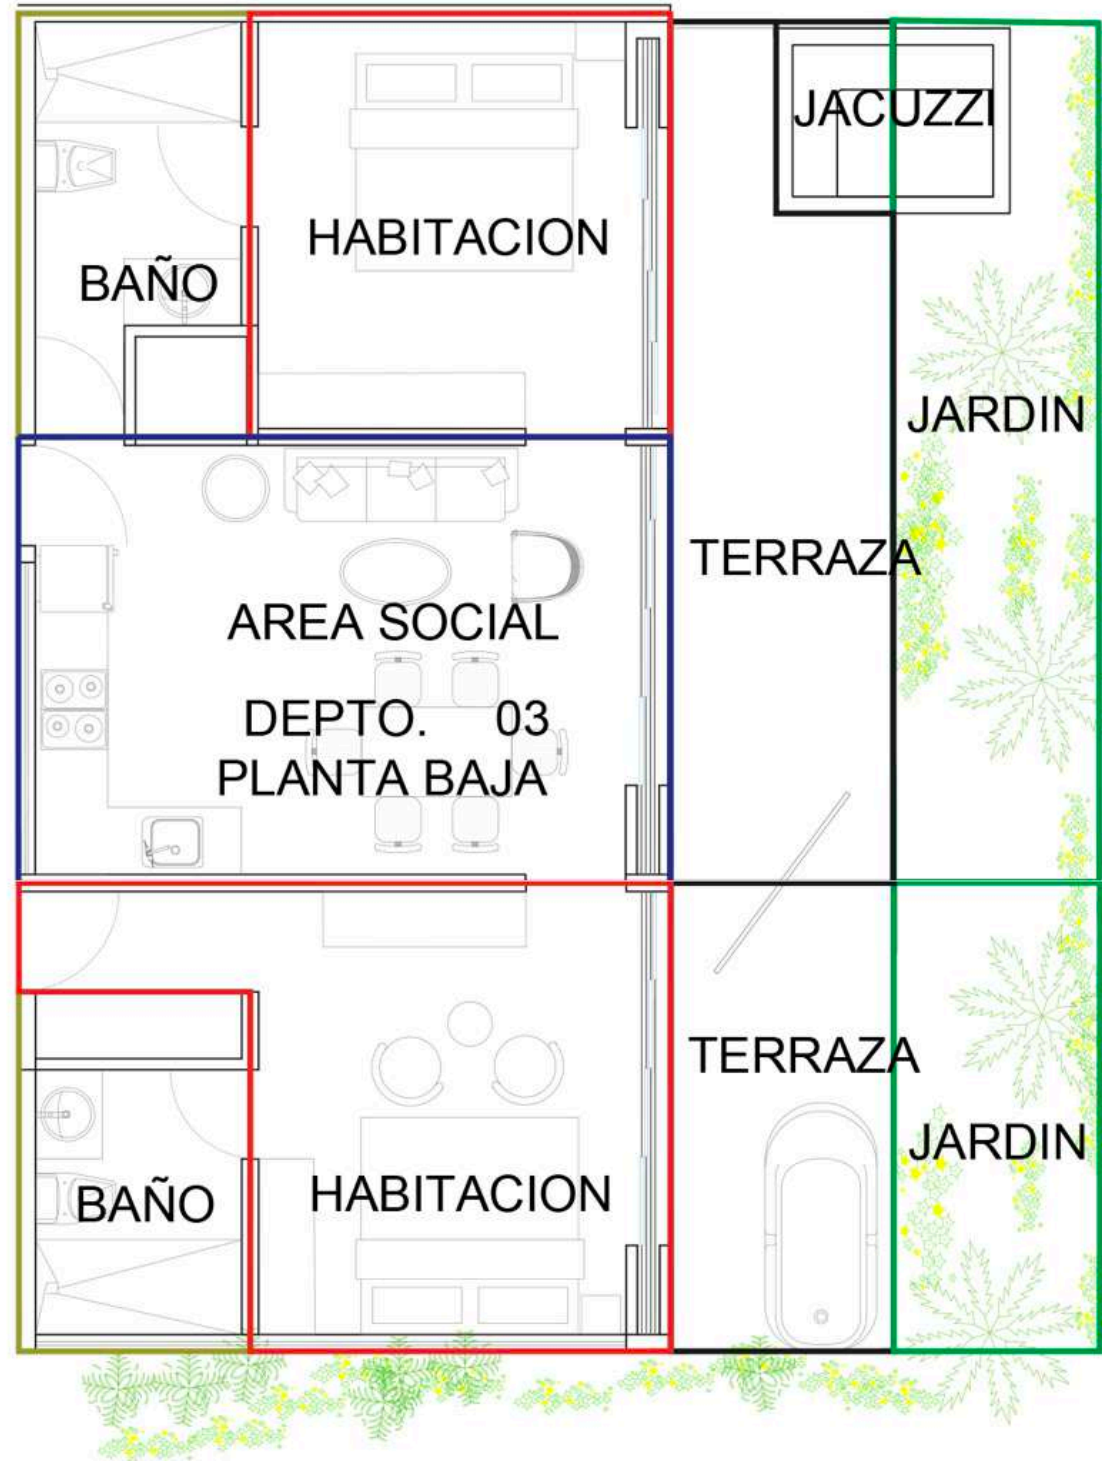 JACUZZI
HABITACION
BAÑO
JARDIN
TERRAZA
AREA SOCIAL
DEPTO. 03
PLANTA BAJA
TERRAZA
JARDIN
HABITACION
BAÑO